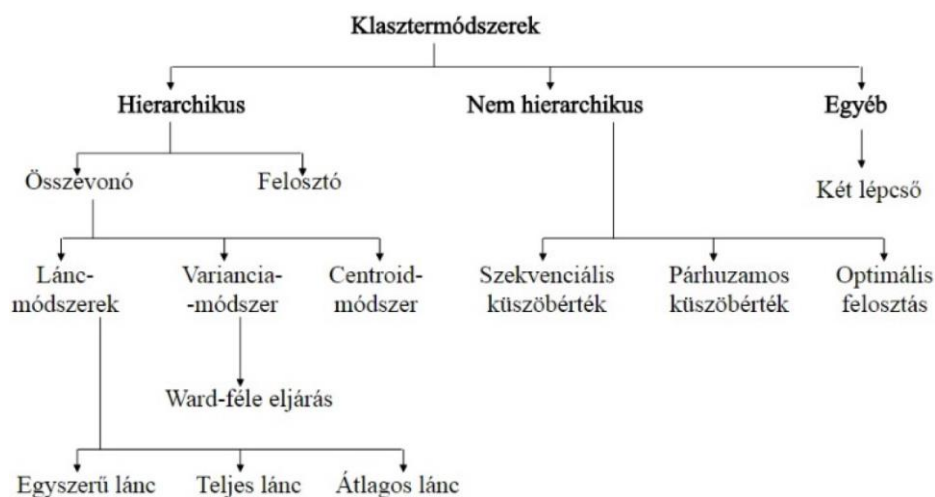 Klasztermódszerek
Hierarchikus
Nem hierarchikus
Egyéb
Összevonó
Felosztó
Két lépcső
Lánc-
módszerek
Variancia-
-módszer
Centroid-
módszer
Szekvenciális
küszöbérték
Párhuzamos
küszöbérték
Optimális
felosztás
Ward-féle eljárás
Egyszerű lánc
Teljes lánc
Átlagos lánc